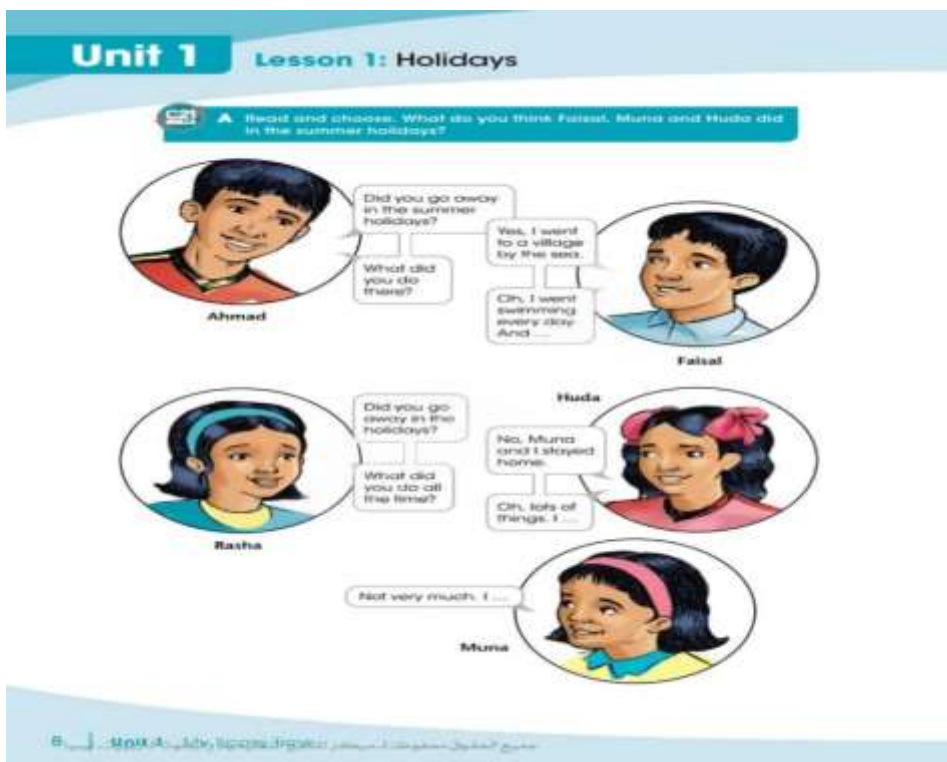 Unit 1
Lesson 1: Holidays
A Read and choose. What do you think Faisal, Muna and Huda did
in the summer holidays?
Did you go away
in the summer
holidays?
What did
you do
there?
Ahmad
Yes, I went
to a village
by the sea.
Oh, I went
swimming
every day.
And ...
Faisal
Did you go
away in the
holidays?
What did
you do all
the time?
Rasha
Huda
No, Muna
and I stayed
home.
Oh, lots of
things. I ...
Not very much. I ...
Muna